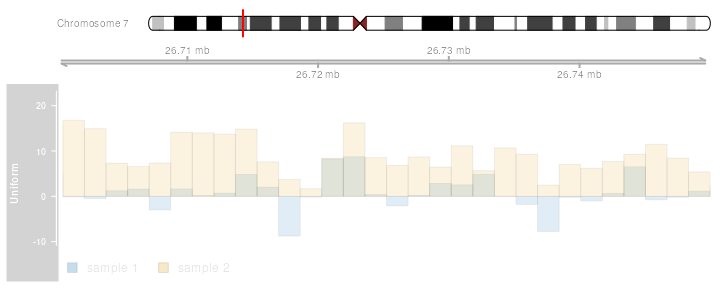 Chromosome 7
26.71 mb
26.73 mb
26.72 mb
26.74 mb
Uniform
20
10
0
-10
sample 1
sample 2